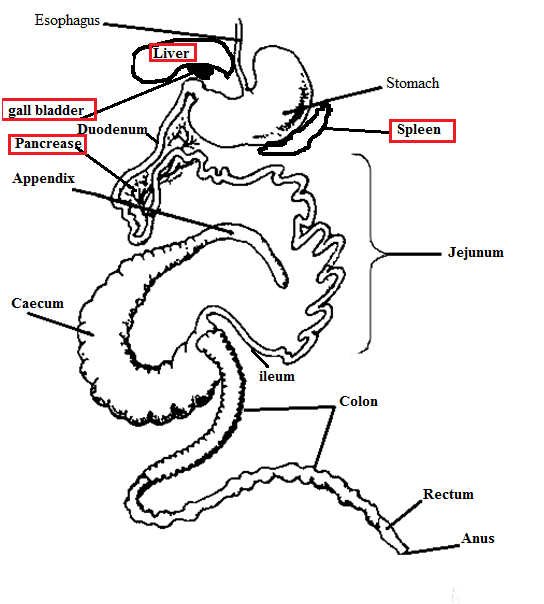 Esophagus
Liver
Stomach
gall bladder
Duodenum
Spleen
Pancrease
Appendix
Jejunum
Caecum
ileum
Colon
Rectum
Anus